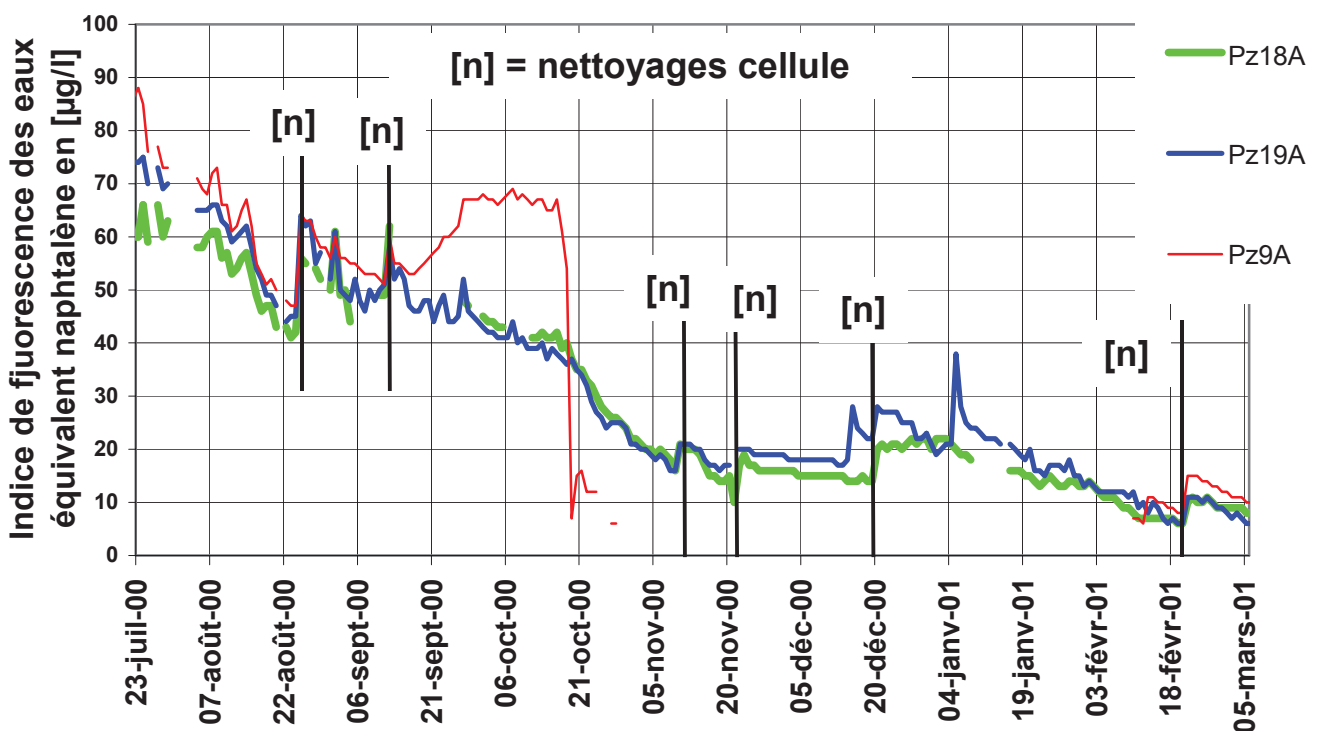 Indice de fjuorescence des eaux
équivalent naphtalène en [µg/l]
100
90
80
70
60
50
40
30
20
10
0
[n] = nettoyages cellule
[n]
[n]
[n]
[n]
[n]
[n]
Pz18A
Pz19A
Pz9A
23-juil-00
07-août-00
22-août-00
06-sept-00
21-sept-00
06-oct-00
21-oct-00
05-nov-00
20-nov-00
05-déc-00
20-déc-00
04-janv-01
19-janv-01
03-févr-01
18-févr-01
05-mars-01